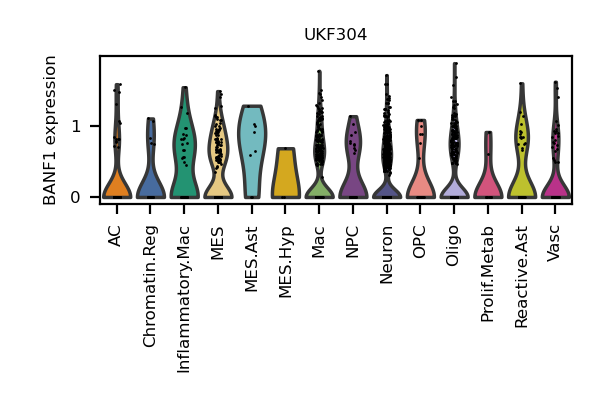 UKF304
BANF1 expression
1
0
AC
Chromatin.Reg
Inflammatory.Mac
MES
MES.Ast
MES.Hyp
Mac
NPC
Neuron
OPC
Oligo
Prolif.Metab
Reactive.Ast
Vasc